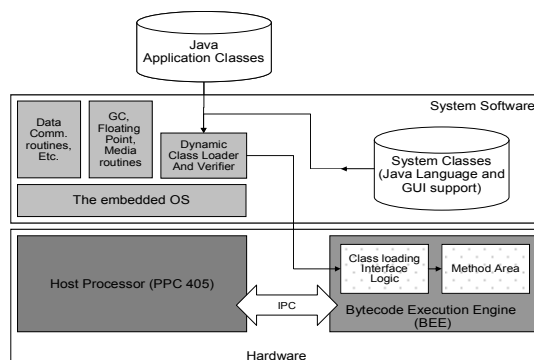 Java
Application Classes
System Software
Data
Comm.
routines,
Etc.
GC,
Floating
Point,
Media
routines
Dynamic
Class Loader
And Verifier
System Classes
(Java Language and
GUI support)
The embedded OS
Host Processor (PPC 405)
Class loading
Interface
Logic
Method Area
IPC
Bytecode Execution Engine
(BEE)
Hardware